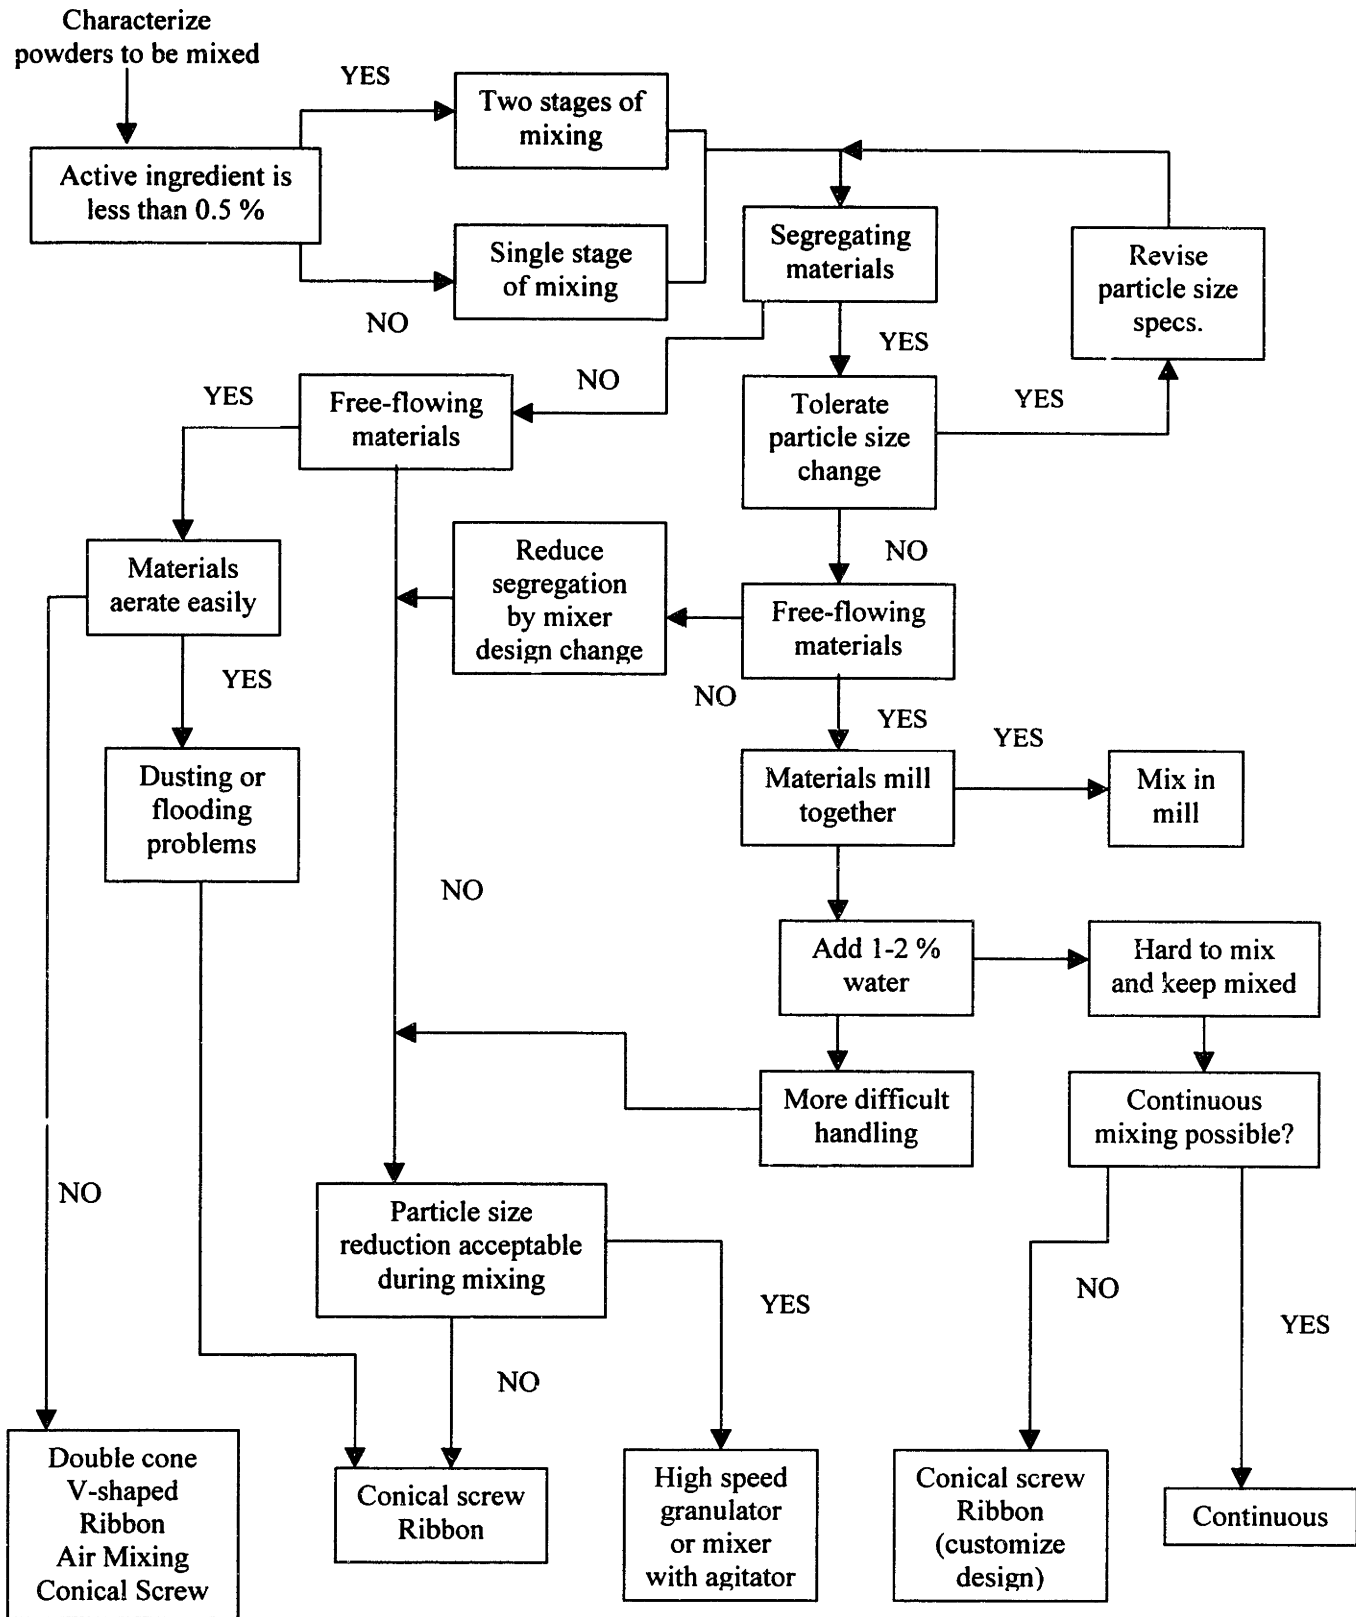 Characterize
powders to be mixed
YES
Two stages of
mixing
Active ingredient is
less than 0.5 %
Single stage
of mixing
NO
Segregating
materials
Revise
particle size
specs.
YES
NO
YES
Free-flowing
materials
Tolerate
particle size
change
YES
NO
Materials
aerate easily
Reduce
segregation
by mixer
design change
Free-flowing
materials
NO
YES
YES
Dusting or
flooding
problems
Materials mill
together
YES
Mix in
mill
NO
Add 1-2 %
water
Hard to mix
and keep mixed
More difficult
handling
Continuous
mixing possible?
NO
Particle size
reduction acceptable
during mixing
YES
NO
NO
YES
Double cone
V-shaped
Ribbon
Air Mixing
Conical Screw
Conical screw
Ribbon
High speed
granulator
or mixer
with agitator
Conical screw
Ribbon
(customize
design)
Continuous